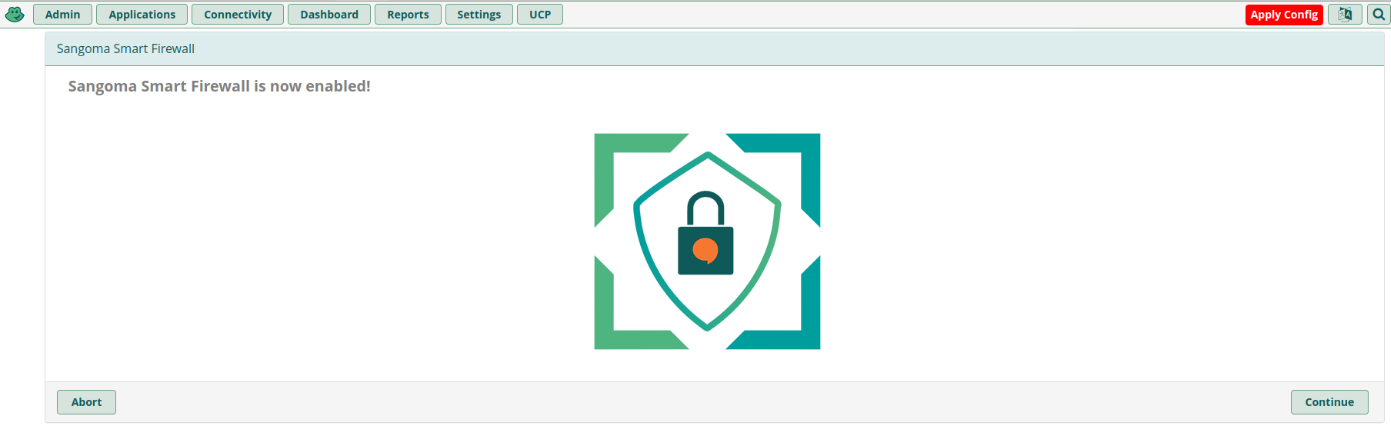 Admin Applications Connectivity Dashboard Reports Settings UCP Apply Config
Sangoma Smart Firewall
Sangoma Smart Firewall is now enabled!
Abort Continue